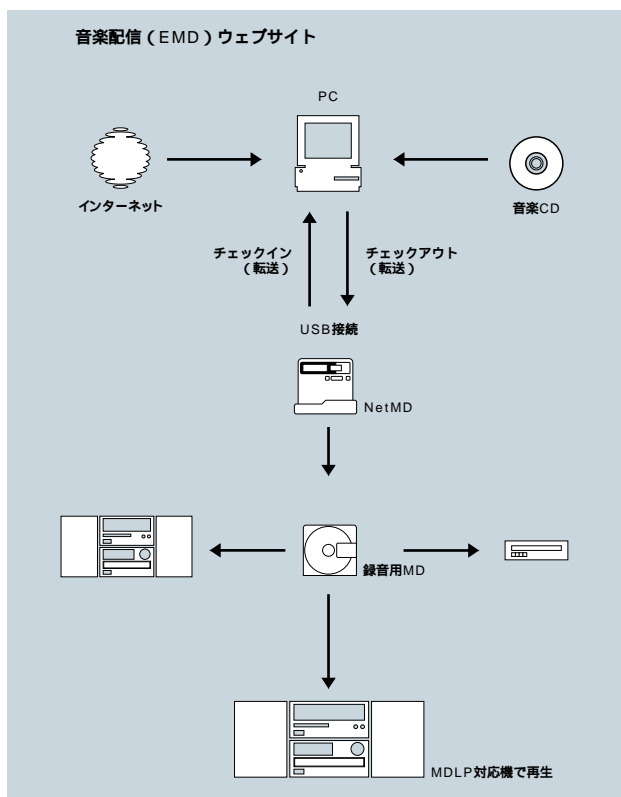 音楽配信(EMD)ウェブサイト
PC
インターネット
音楽CD
チェックイン
(転送)
チェックアウト
(転送)
USB接続
NetMD
録音用MD
MDLP対応機で再生